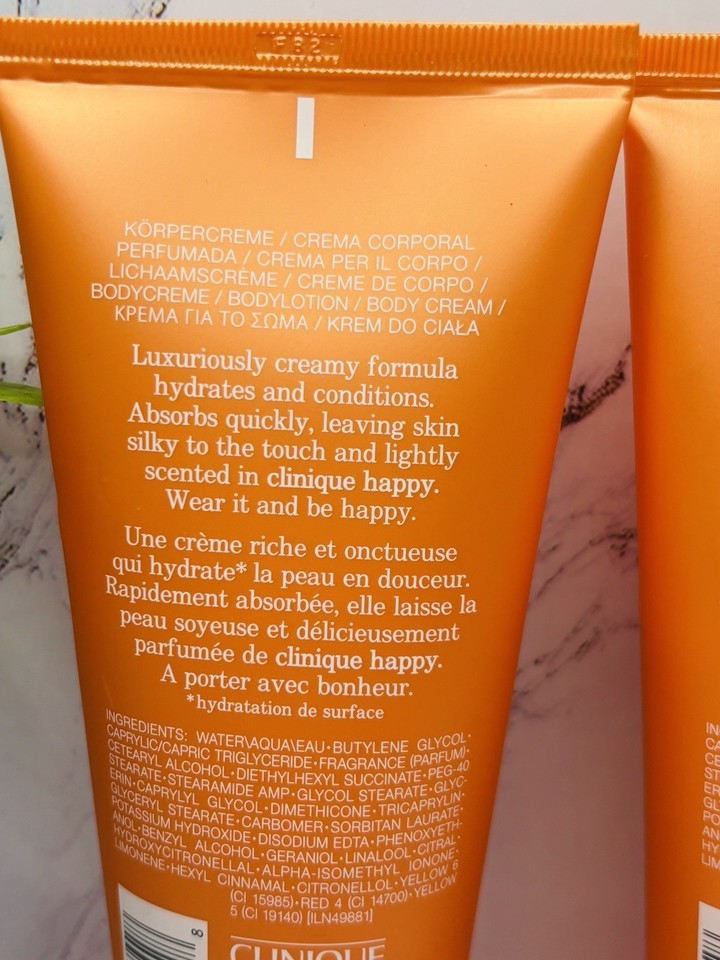 F82
KÖRPERCREME / CREMA CORPORAL
PERFUMADA / CREMA PER IL CORPO /
LICHAAMSCRÈME / CREME DE CORPO /
BODYCREME / BODYLOTION / BODY CREAM /
ΚΡΕΜΑ ΓΙΑ ΤΟ ΣΩΜΑ / KREM DO CIAŁA
Luxuriously creamy formula
hydrates and conditions.
Absorbs quickly, leaving skin
silky to the touch and lightly
scented in clinique happy.
Wear it and be happy.
Une crème riche et onctueuse
qui hydrate* la peau en douceur.
Rapidement absorbée, elle laisse la
peau soyeuse et délicieusement
parfumée de clinique happy.
A porter avec bonheur.
*hydratation de surface
INGREDIENTS: WATER\AQUA\EAU•BUTYLENE GLYCOL•
CAPRYLIC/CAPRIC TRIGLYCERIDE•FRAGRANCE (PARFUM)•
CETEARYL ALCOHOL•DIETHYLHEXYL SUCCINATE•PEG-40
STEARATE•STEARAMIDE AMP•GLYCOL STEARATE•GLYC-
ERIN•CAPRYLYL GLYCOL•DIMETHICONE•TRICAPRYLIN•
GLYCERYL STEARATE•CARBOMER•SORBITAN LAURATE•
POTASSIUM HYDROXIDE•DISODIUM EDTA•PHENOXYETH-
ANOL•BENZYL ALCOHOL•GERANIOL•LINALOOL•CITRAL•
HYDROXYCITRONELLAL•ALPHA-ISOMETHYL IONONE•
LIMONENE•HEXYL CINNAMAL•CITRONELLOL•YELLOW 6
(CI 15985)•RED 4 (CI 14700)•YELLOW
5 (CI 19140) [ILN49881]
8
CLINIQUE